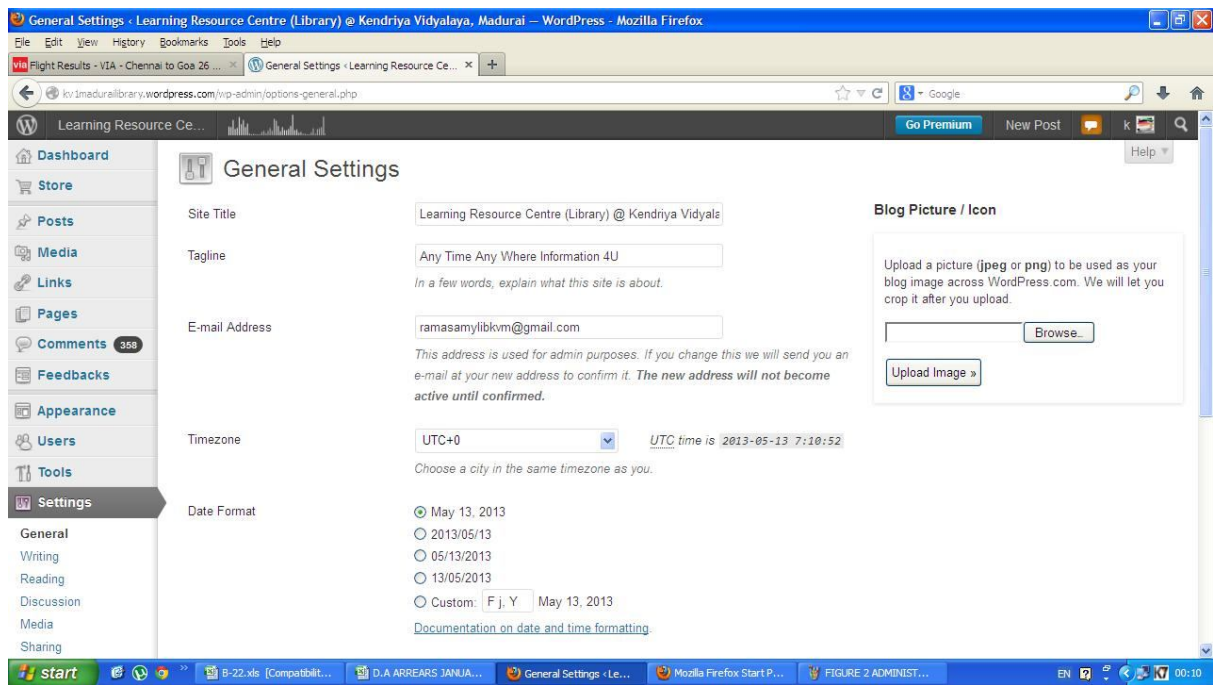 General Settings ‹ Learning Resource Centre (Library) @ Kendriya Vidyalaya, Madurai — WordPress - Mozilla Firefox
File Edit View History Bookmarks Tools Help
via Flight Results - VIA - Chennai to Goa 26 ... × General Settings ‹ Learning Resource Ce... × +
kv1maduralibrary.wordpress.com/wp-admin/options-general.php Google
Learning Resource Ce... Go Premium New Post k
Help
Dashboard
Store
Posts
Media
Links
Pages
Comments 358
Feedbacks
Appearance
Users
Tools
Settings
General
Writing
Reading
Discussion
Media
Sharing
General Settings
Site Title Learning Resource Centre (Library) @ Kendriya Vidyala
Tagline Any Time Any Where Information 4U
In a few words, explain what this site is about.
E-mail Address ramasamylibkvm@gmail.com
This address is used for admin purposes. If you change this we will send you an
e-mail at your new address to confirm it. The new address will not become
active until confirmed.
Timezone UTC+0 UTC time is 2013-05-13 7:10:52
Choose a city in the same timezone as you.
Date Format May 13, 2013
2013/05/13
05/13/2013
13/05/2013
Custom: F j, Y May 13, 2013
Documentation on date and time formatting.
Blog Picture / Icon
Upload a picture (jpeg or png) to be used as your
blog image across WordPress.com. We will let you
crop it after you upload.
Browse...
Upload Image »
start B-22.xls [Compatibilit... D.A ARREARS JANUA... General Settings ‹ Le... Mozilla Firefox Start P... FIGURE 2 ADMINIST... EN 00:10